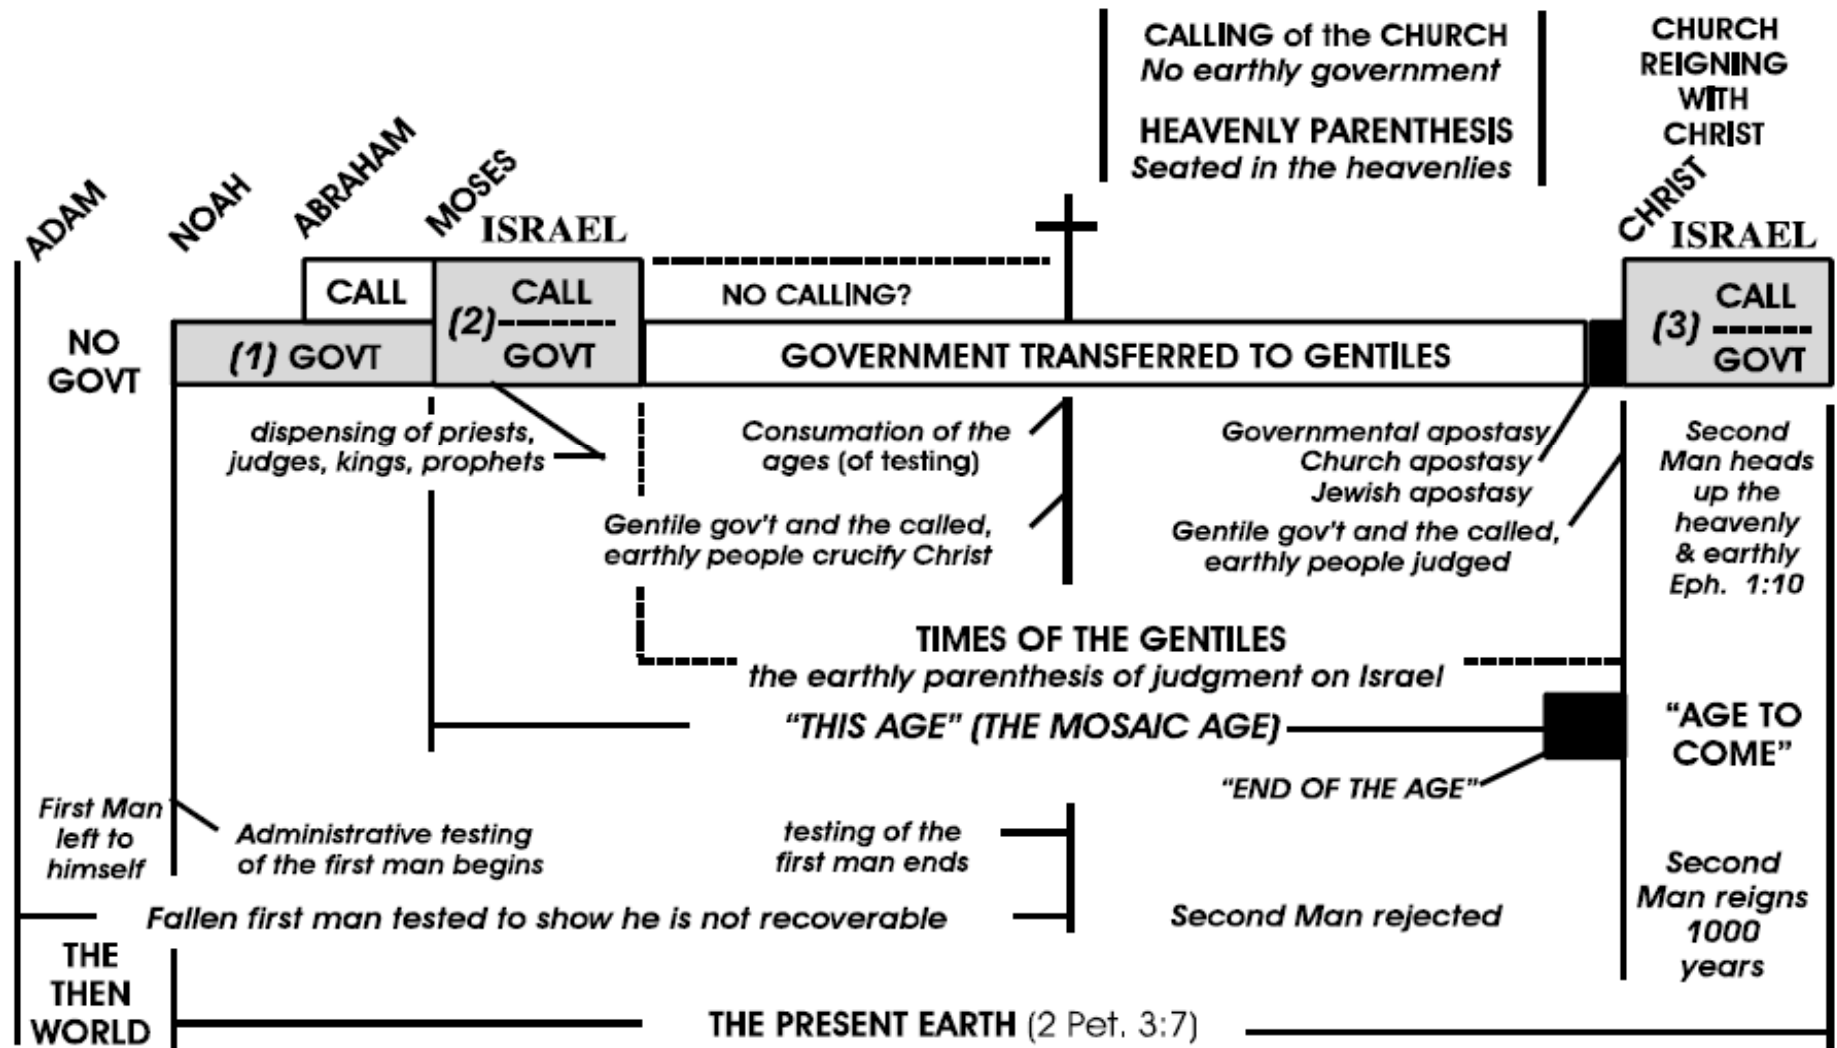 CALLING of the CHURCH
No earthly government
HEAVENLY PARENTHESIS
Seated in the heavenlies
CHURCH
REIGNING
WITH
CHRIST
ADAM
NOAH
ABRAHAM
MOSES
ISRAEL
CHRIST
ISRAEL
NO
GOVT
(1) GOVT
CALL
(2)
CALL
GOVT
NO CALLING?
GOVERNMENT TRANSFERRED TO GENTILES
(3)
CALL
GOVT
dispensing of priests,
judges, kings, prophets
Consumation of the
ages (of testing)
Gentile gov't and the called,
earthly people crucify Christ
Governmental apostasy
Church apostasy
Jewish apostasy
Gentile gov't and the called,
earthly people judged
Second
Man heads
up the
heavenly
& earthly
Eph. 1:10
TIMES OF THE GENTILES
the earthly parenthesis of judgment on Israel
“THIS AGE” (THE MOSAIC AGE)
“AGE TO
COME”
“END OF THE AGE”
First Man
left to
himself
Administrative testing
of the first man begins
testing of the
first man ends
Fallen first man tested to show he is not recoverable
Second Man rejected
Second
Man reigns
1000
years
THE
THEN
WORLD
THE PRESENT EARTH (2 Pet. 3:7)